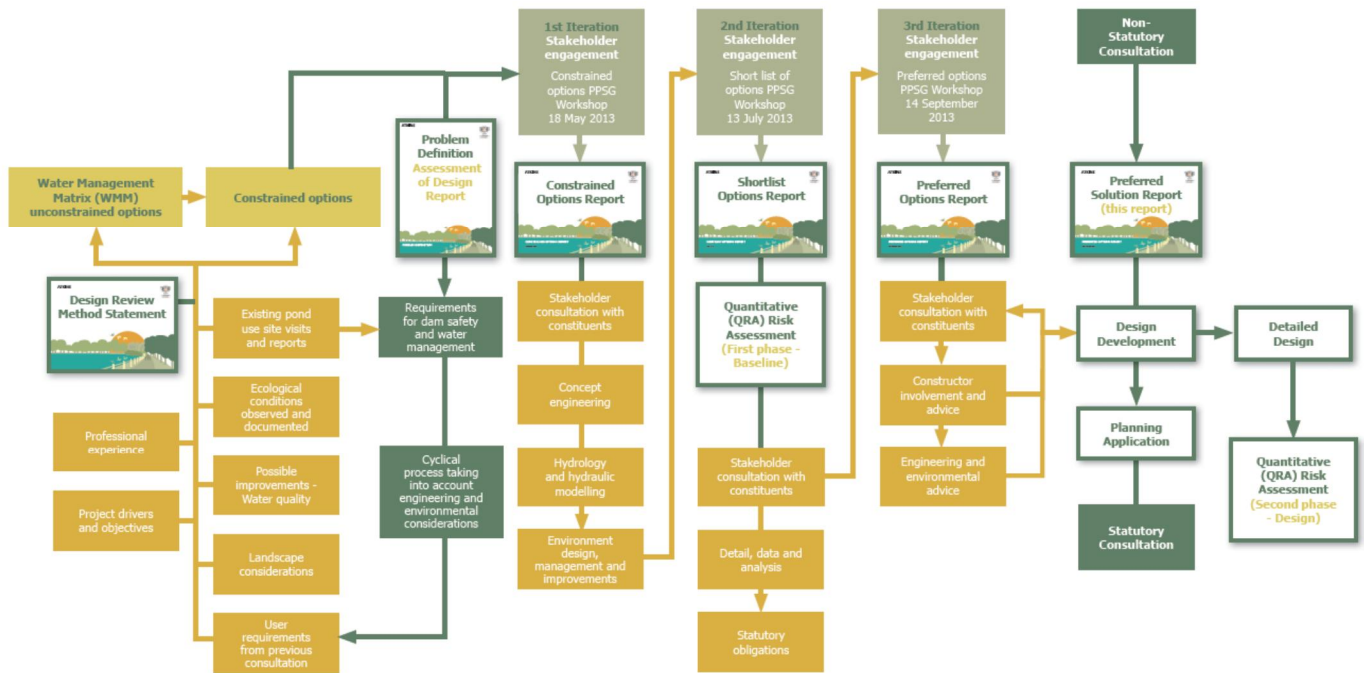 Water Management
Matrix (WMM)
unconstrained options
Constrained options
Design Review
Method Statement
Professional
experience
Project drivers
and objectives
Existing pond
use site visits
and reports
Ecological
conditions
observed and
documented
Possible
improvements -
Water quality
Landscape
considerations
User
requirements
from previous
consultation
Problem
Definition
Assessment
of Design
Report
Requirements
for dam safety
and water
management
Cyclical
process taking
into account
engineering and
environmental
considerations
1st Iteration
Stakeholder
engagement
Constrained
options PPSG
Workshop
18 May 2013
Constrained
Options Report
Stakeholder
consultation with
constituents
Concept
engineering
Hydrology
and hydraulic
modelling
Environment
design,
management and
improvements
2nd Iteration
Stakeholder
engagement
Short list of
options PPSG
Workshop
13 July 2013
Shortlist
Options Report
Quantitative
(QRA) Risk
Assessment
(First phase -
Baseline)
Stakeholder
consultation with
constituents
Detail, data and
analysis
Statutory
obligations
3rd Iteration
Stakeholder
engagement
Preferred options
PPSG Workshop
14 September
2013
Preferred
Options Report
Stakeholder
consultation with
constituents
Constructor
involvement and
advice
Engineering and
environmental
advice
Non-
Statutory
Consultation
Preferred
Solution Report
(this report)
Design
Development
Planning
Application
Statutory
Consultation
Detailed
Design
Quantitative
(QRA) Risk
Assessment
(Second phase
- Design)